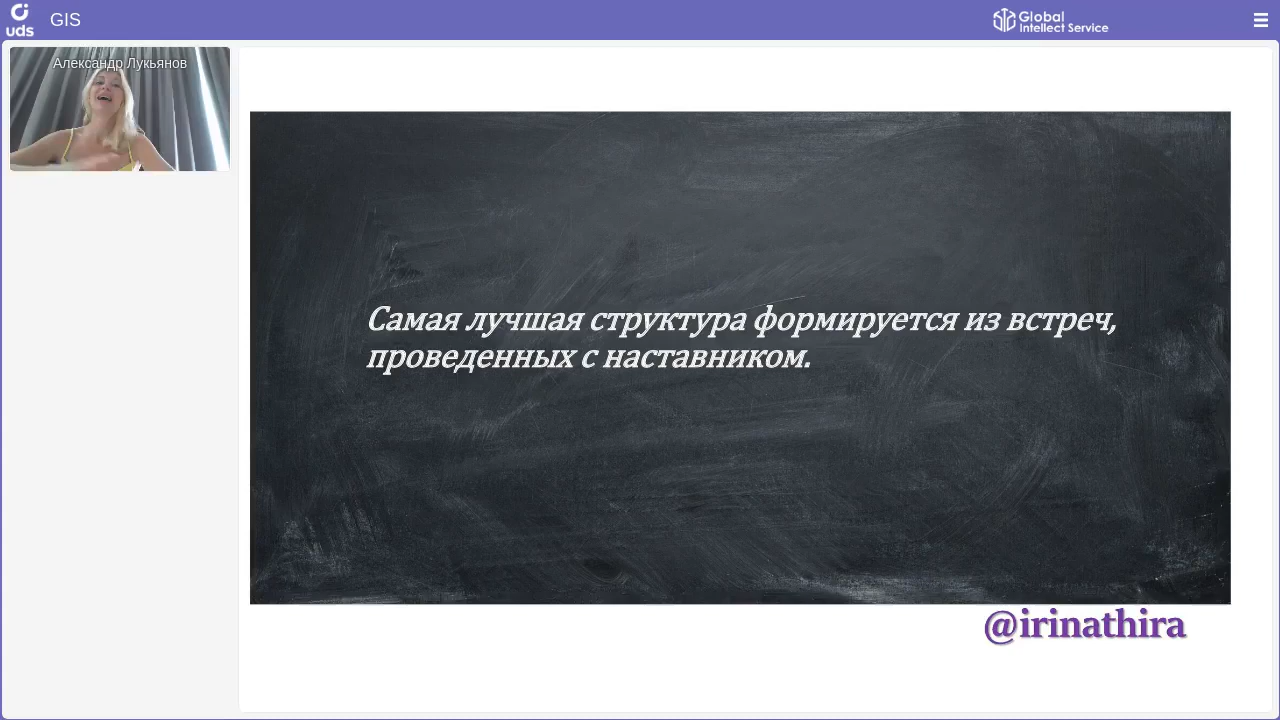 uds
GIS
Global
Intellect Service
Александр Лукьянов
Самая лучшая структура формируется из встреч,
проведенных с наставником.
@irinathira